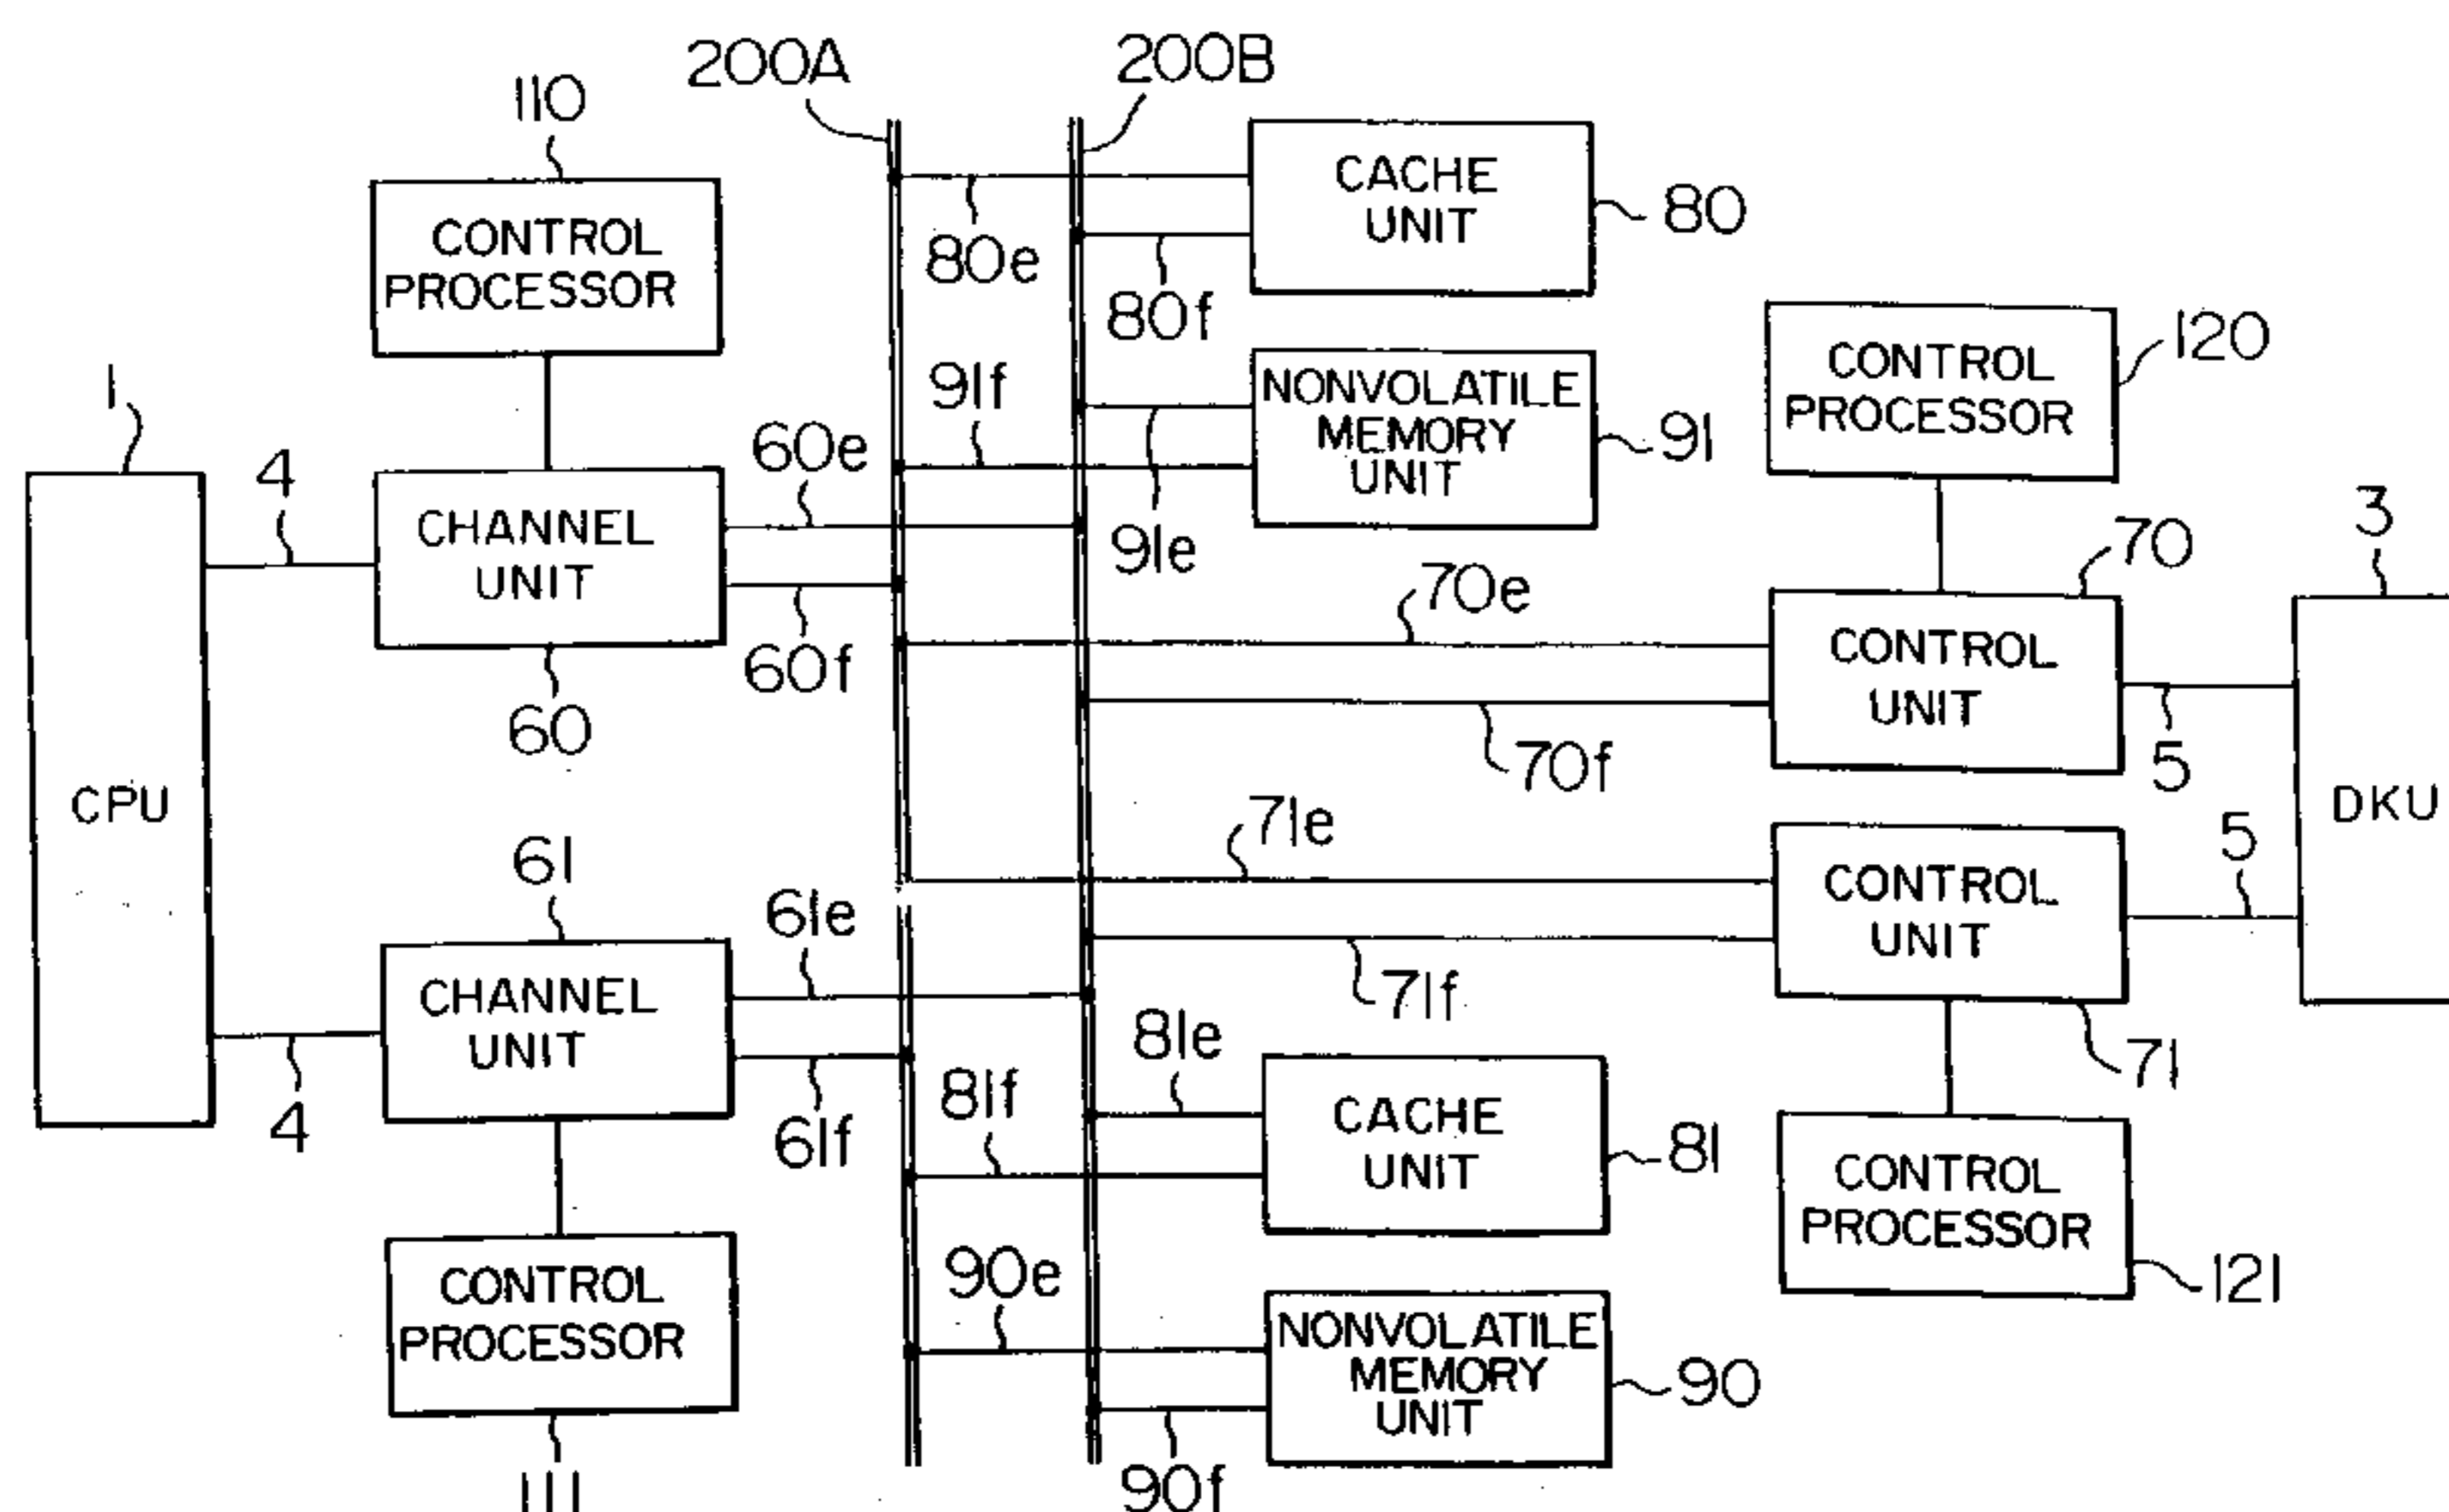 200A
200B
110
CONTROL
PROCESSOR
CACHE
UNIT
80
80e
80f
120
CONTROL
PROCESSOR
1
4
60e
91f
NONVOLATILE
MEMORY
UNIT
91
91e
CHANNEL
UNIT
60f
60
70e
70
3
CONTROL
UNIT
70f
5
CPU
DKU
71e
5
61
61e
CONTROL
UNIT
71f
71
CHANNEL
UNIT
4
61f
81e
81f
CACHE
UNIT
81
CONTROL
PROCESSOR
121
90e
CONTROL
PROCESSOR
NONVOLATILE
MEMORY
UNIT
90
111
90f